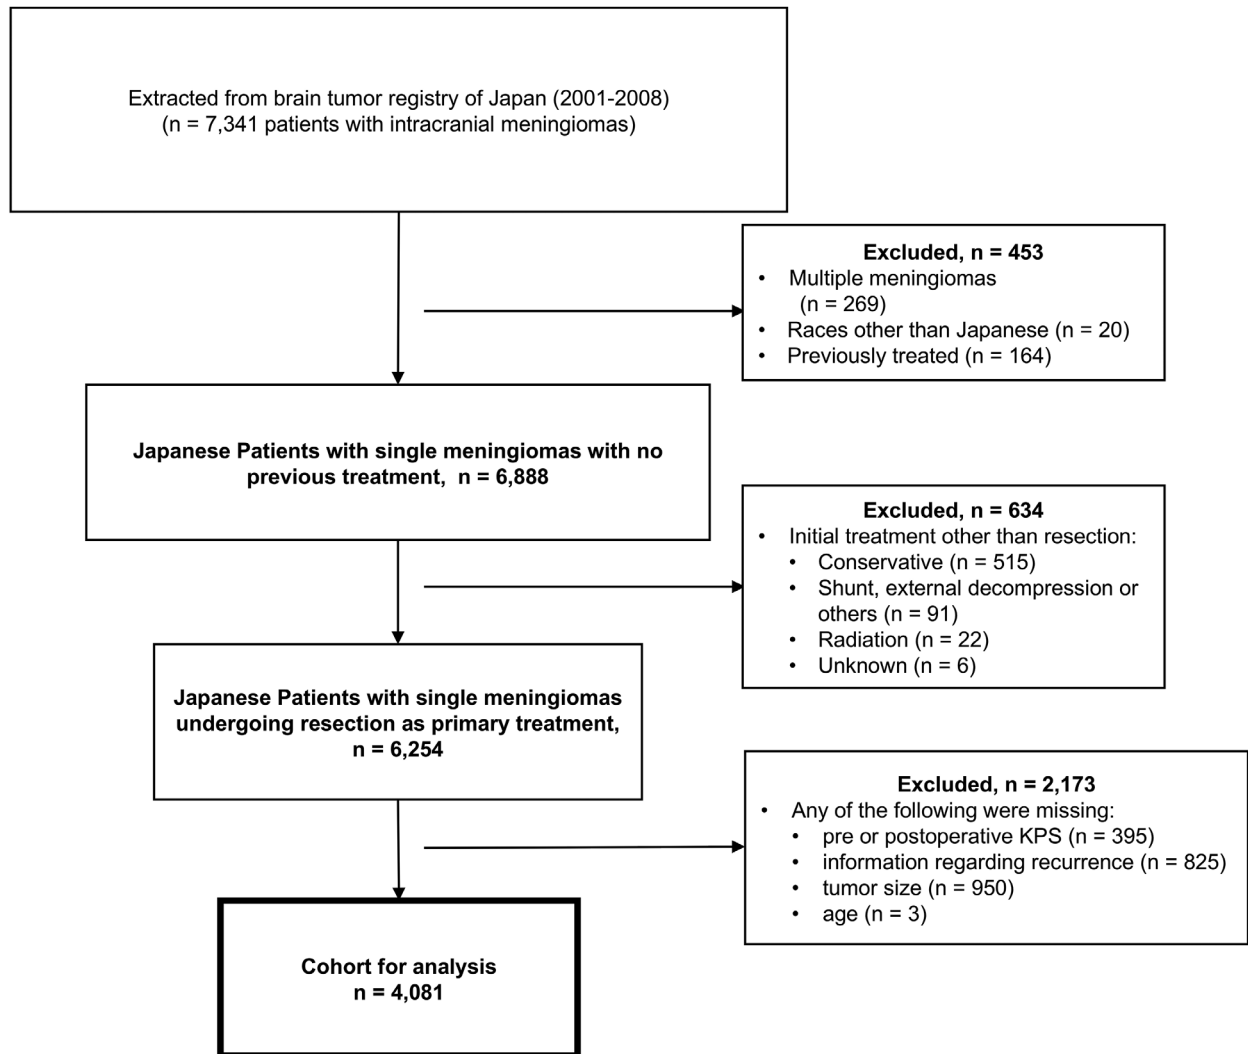 Extracted from brain tumor registry of Japan (2001-2008)
(n = 7,341 patients with intracranial meningiomas)
Excluded, n = 453
• Multiple meningiomas
(n = 269)
• Races other than Japanese (n = 20)
• Previously treated (n = 164)
Japanese Patients with single meningiomas with no
previous treatment, n = 6,888
Excluded, n = 634
• Initial treatment other than resection:
• Conservative (n = 515)
• Shunt, external decompression or
others (n = 91)
• Radiation (n = 22)
• Unknown (n = 6)
Japanese Patients with single meningiomas
undergoing resection as primary treatment,
n = 6,254
Excluded, n = 2,173
• Any of the following were missing:
• pre or postoperative KPS (n = 395)
• information regarding recurrence (n = 825)
• tumor size (n = 950)
• age (n = 3)
Cohort for analysis
n = 4,081